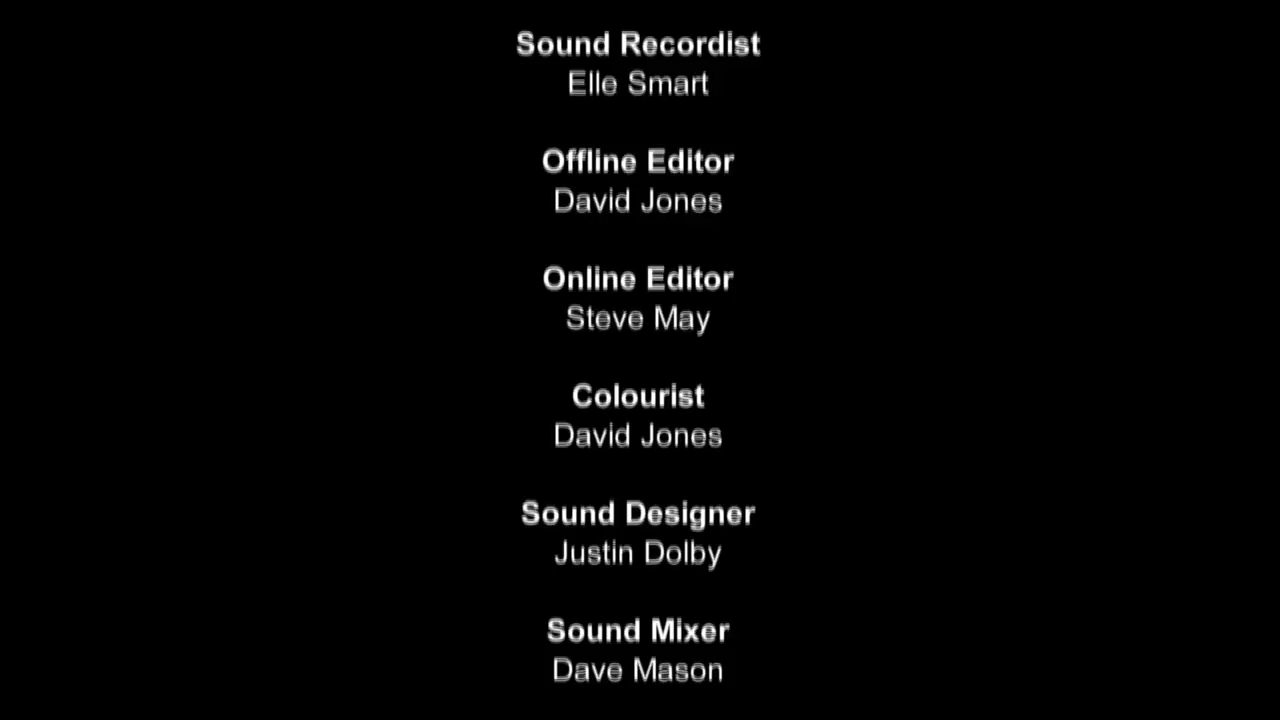 Sound Recordist
Elle Smart
Offline Editor
David Jones
Online Editor
Steve May
Colourist
David Jones
Sound Designer
Justin Dolby
Sound Mixer
Dave Mason